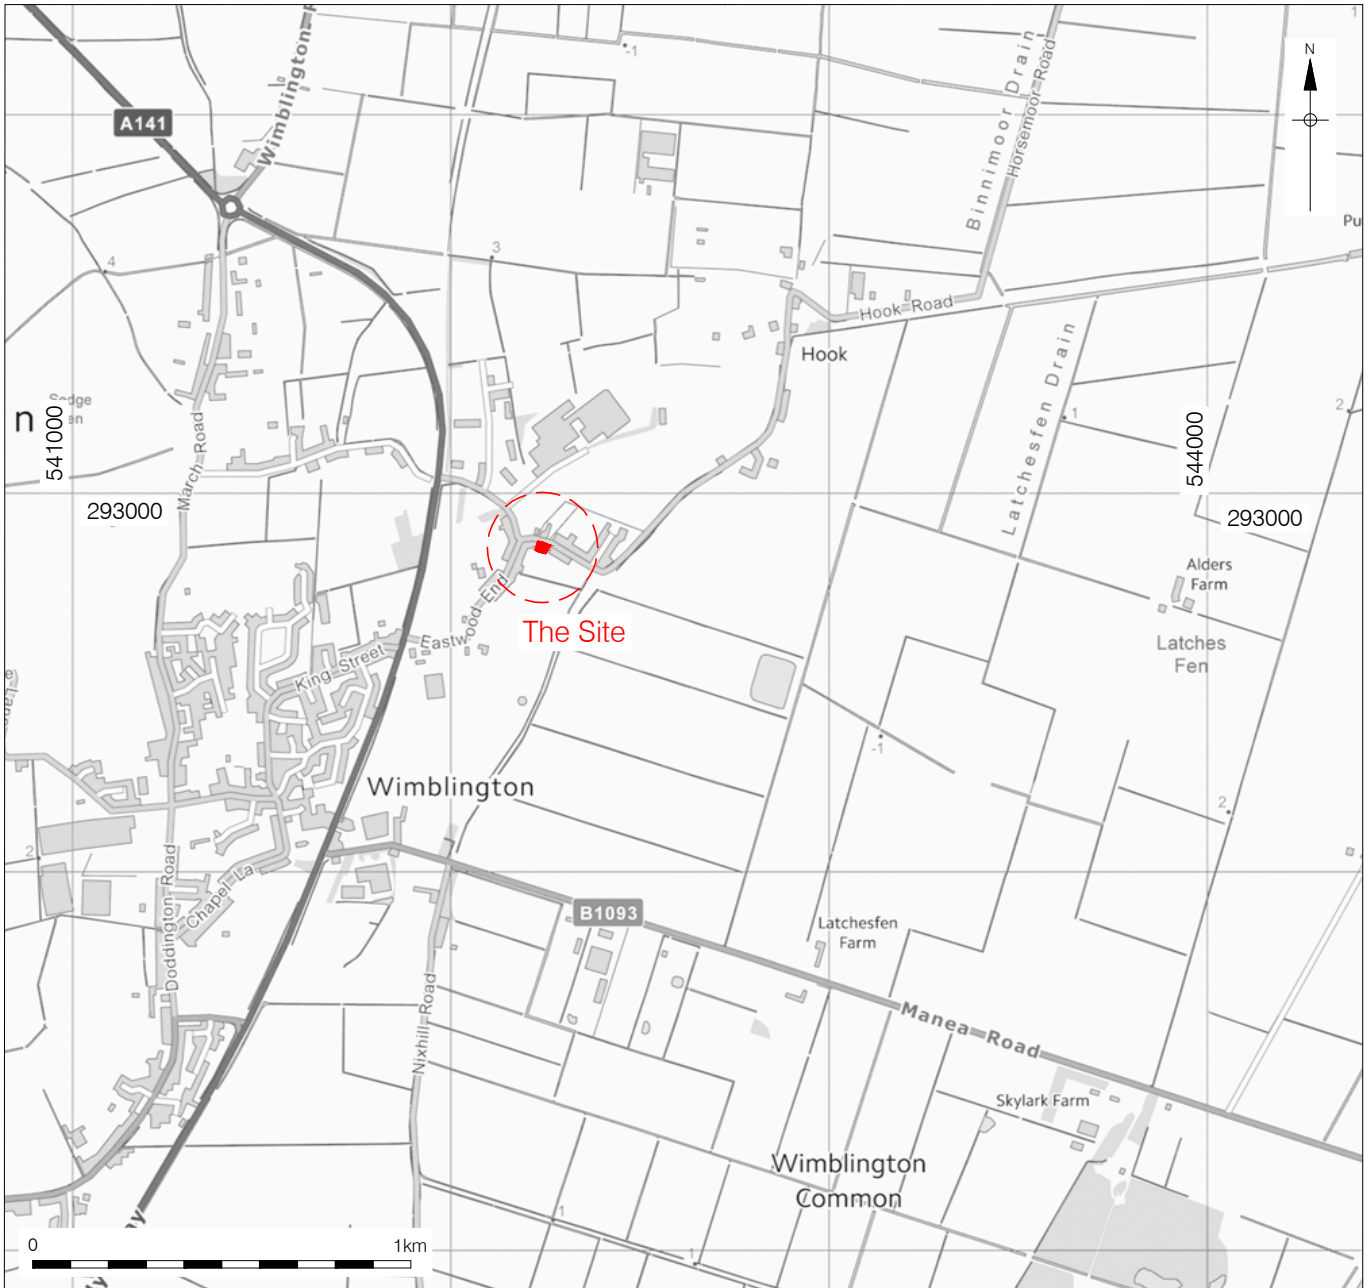 1
-1
N
Wimblington
A141
Binnimoor Drain
Horsemoor Road
Pu
3
4
Hook Road
Hook
Latchesfen Drain
1
2
n
541000
544000
March Road
293000
293000
Alders
Farm
Latches
Fen
Eastwood End
The Site
King Street
-1
Wimblington
2
2
Doddington Road
Chapel La
B1093
Latchesfen
Farm
Nixhill Road
Manea Road
Skylark Farm
Wimblington
Common
1
1
0
1km